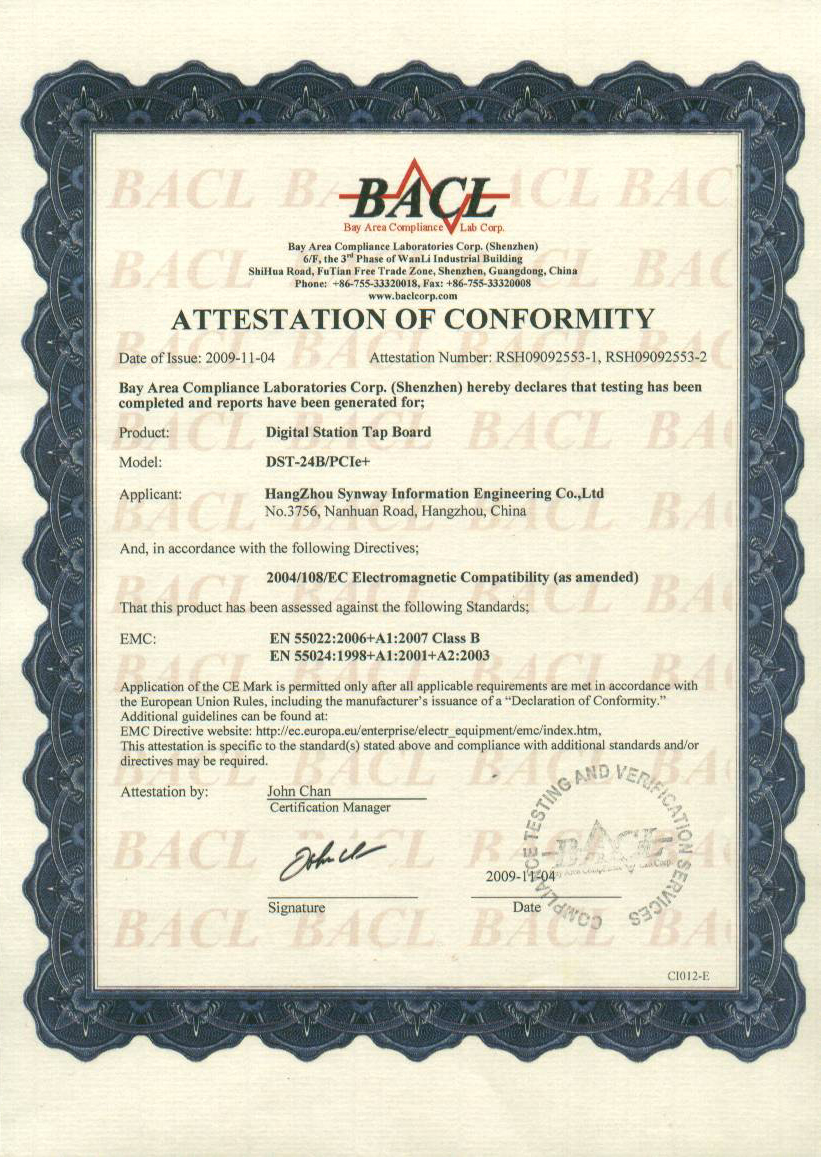 BACL
Bay Area Compliance Lab Corp.
Bay Area Compliance Laboratories Corp. (Shenzhen)
6/F, the 3rd Phase of WanLi Industrial Building
ShiHua Road, FuTian Free Trade Zone, Shenzhen, Guangdong, China
Phone: +86-755-33320018, Fax: +86-755-33320008
www.baclcorp.com
ATTESTATION OF CONFORMITY
Date of Issue: 2009-11-04 Attestation Number: RSH09092553-1, RSH09092553-2
Bay Area Compliance Laboratories Corp. (Shenzhen) hereby declares that testing has been
completed and reports have been generated for;
Product: Digital Station Tap Board
Model: DST-24B/PCIe+
Applicant: HangZhou Synway Information Engineering Co.,Ltd
No.3756, Nanhuan Road, Hangzhou, China
And, in accordance with the following Directives;
2004/108/EC Electromagnetic Compatibility (as amended)
That this product has been assessed against the following Standards;
EMC: EN 55022:2006+A1:2007 Class B
EN 55024:1998+A1:2001+A2:2003
Application of the CE Mark is permitted only after all applicable requirements are met in accordance with
the European Union Rules, including the manufacturer's issuance of a "Declaration of Conformity."
Additional guidelines can be found at:
EMC Directive website: http://ec.europa.eu/enterprise/electr_equipment/emc/index.htm,
This attestation is specific to the standard(s) stated above and compliance with additional standards and/or
directives may be required.
Attestation by: John Chan
Certification Manager
COMPLIANCE TESTING AND VERIFICATION SERVICES
BACL
Bay Area Compliance Lab Corp.
John Ch
2009-11-04
Signature Date
CI012-E